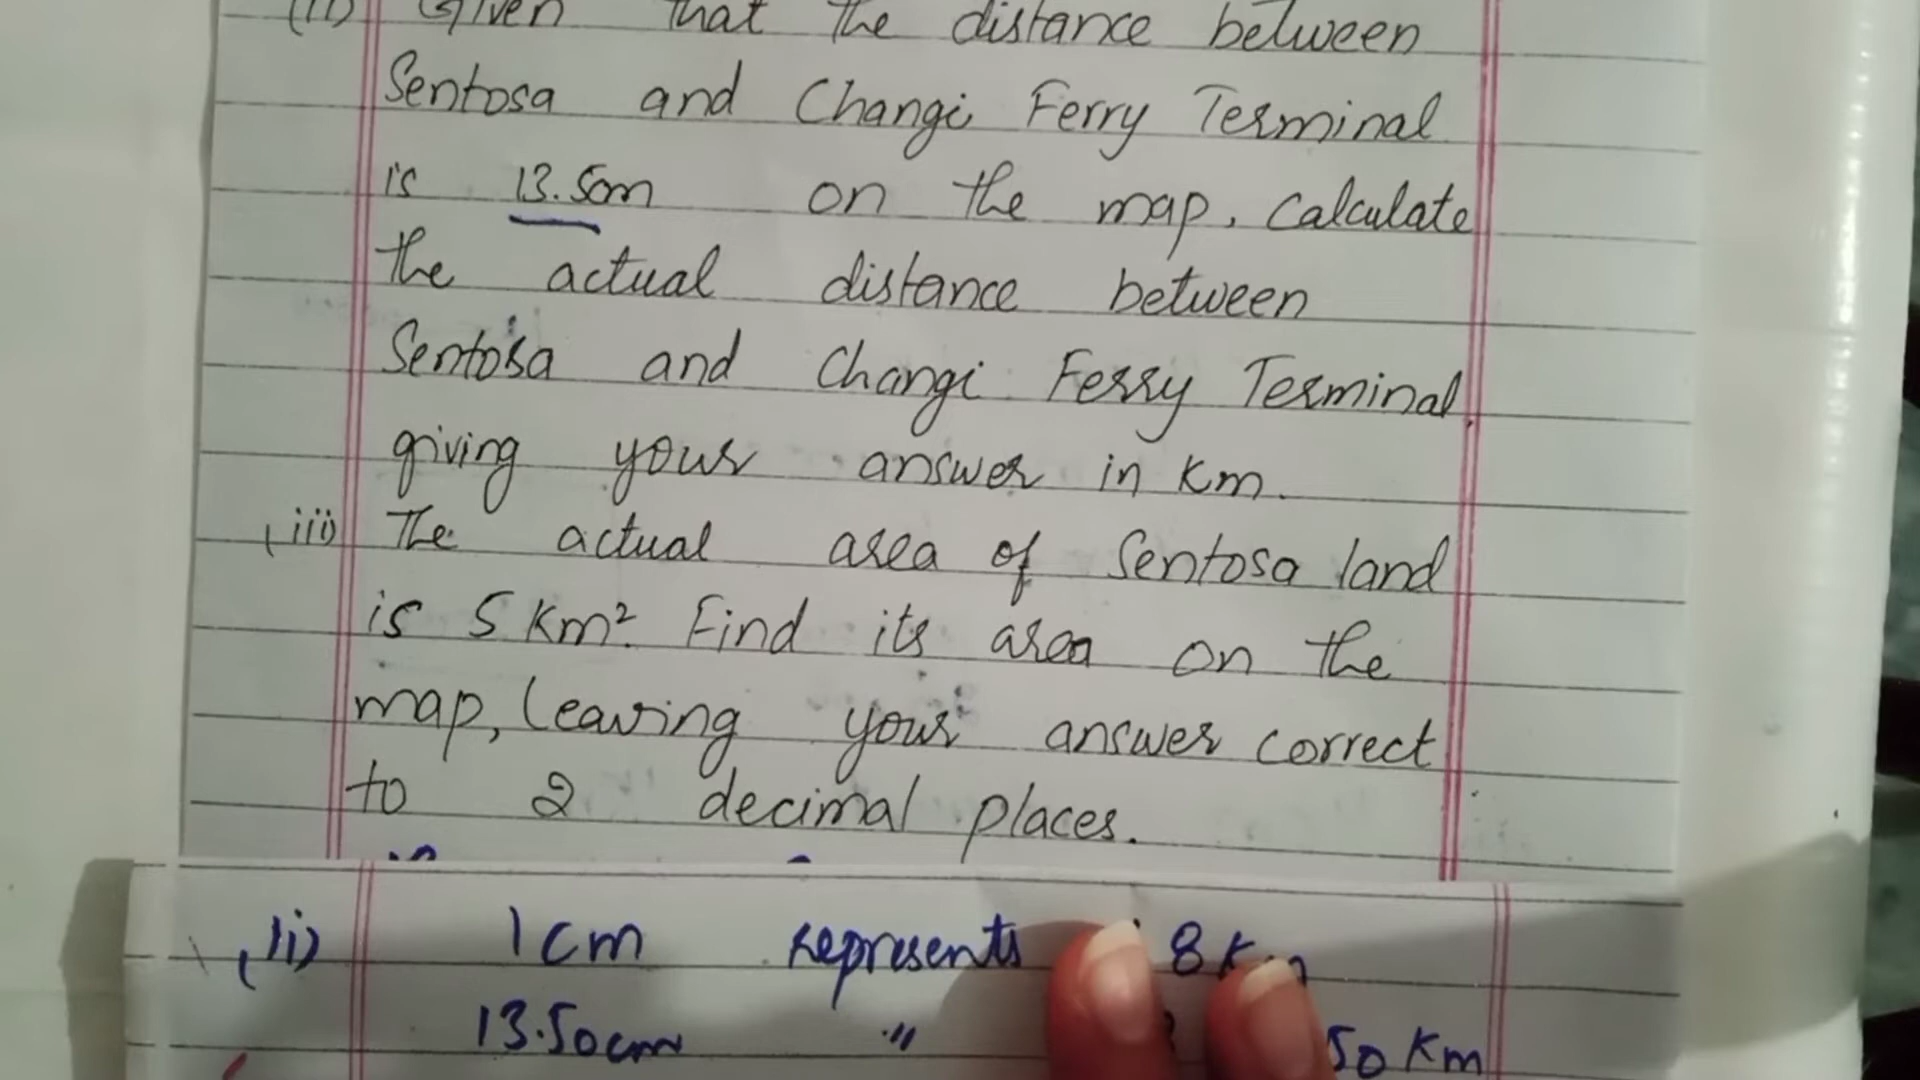 (ii) Given that the distance between
Sentosa and Changi Ferry Terminal
is 13.5cm on the map, calculate
the actual distance between
Sentosa and Changi Ferry Terminal
giving your answer in km.
(iii) The actual area of Sentosa land
is 5 km². Find its area on the
map, leaving your answer correct
to 2 decimal places.
(ii) 1cm represents 8 km
13.50cm " 50 km